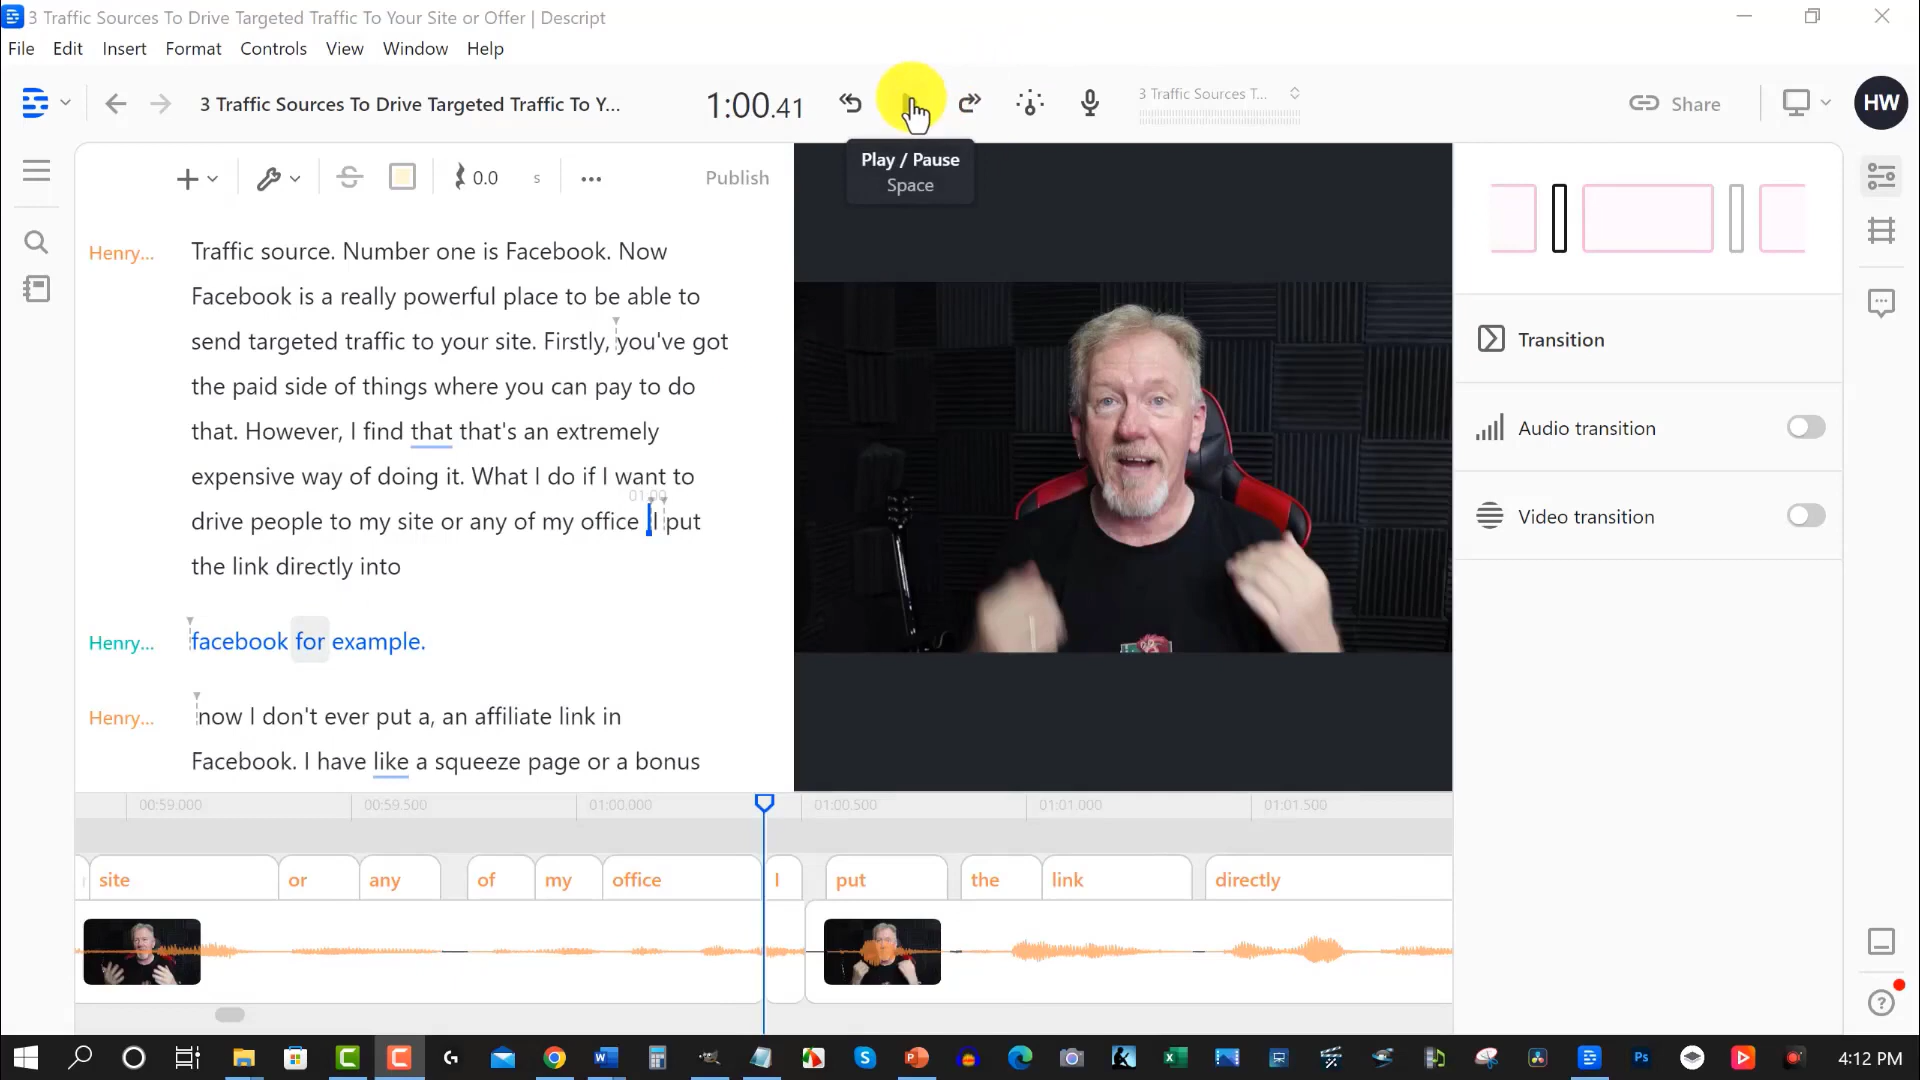 3 Traffic Sources To Drive Targeted Traffic To Your Site or Offer | Descript
File Edit Insert Format Controls View Window Help
3 Traffic Sources To Drive Targeted Traffic To Y...
1:00.41
3 Traffic Sources T...
Share
HW
Play / Pause
Space
0.0 s
Publish
Henry...
Traffic source. Number one is Facebook. Now
Facebook is a really powerful place to be able to
send targeted traffic to your site. Firstly, you've got
the paid side of things where you can pay to do
that. However, I find that that's an extremely
expensive way of doing it. What I do if I want to
01:00
drive people to my site or any of my office I put
the link directly into
Henry...
facebook for example.
Henry...
now I don't ever put a, an affiliate link in
Facebook. I have like a squeeze page or a bonus
Transition
Audio transition
Video transition
00:59.000 00:59.500 01:00.000 01:00.500 01:01.000 01:01.500
site or any of my office I put the link directly
4:12 PM